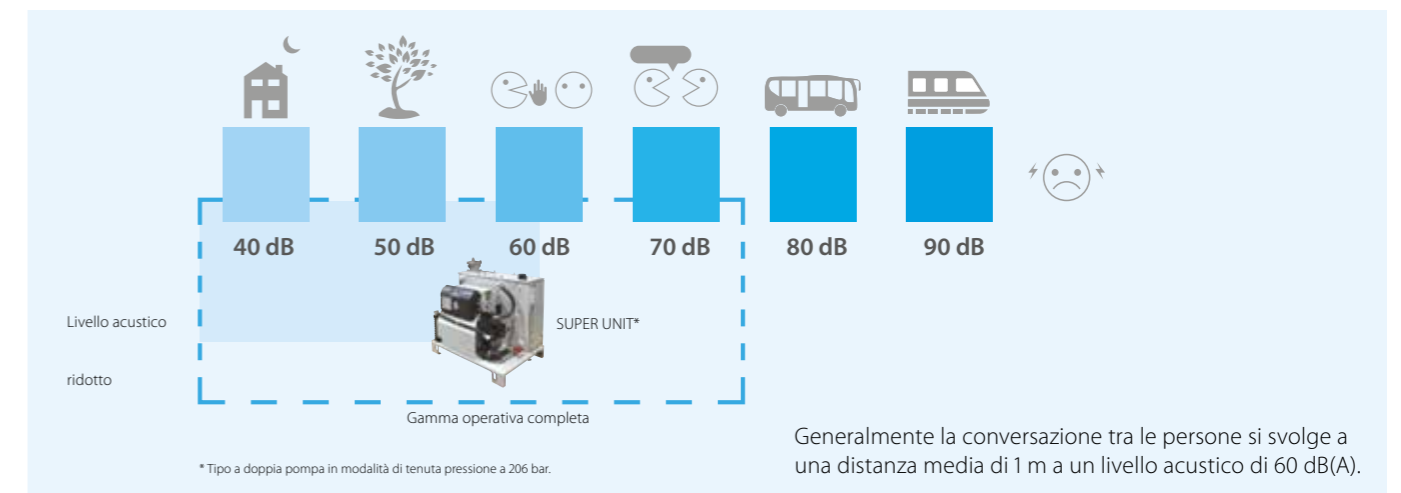 40 dB
50 dB
60 dB
70 dB
80 dB
90 dB
Livello acustico
ridotto
SUPER UNIT*
Gamma operativa completa
Generalmente la conversazione tra le persone si svolge a
una distanza media di 1 m a un livello acustico di 60 dB(A).
* Tipo a doppia pompa in modalità di tenuta pressione a 206 bar.